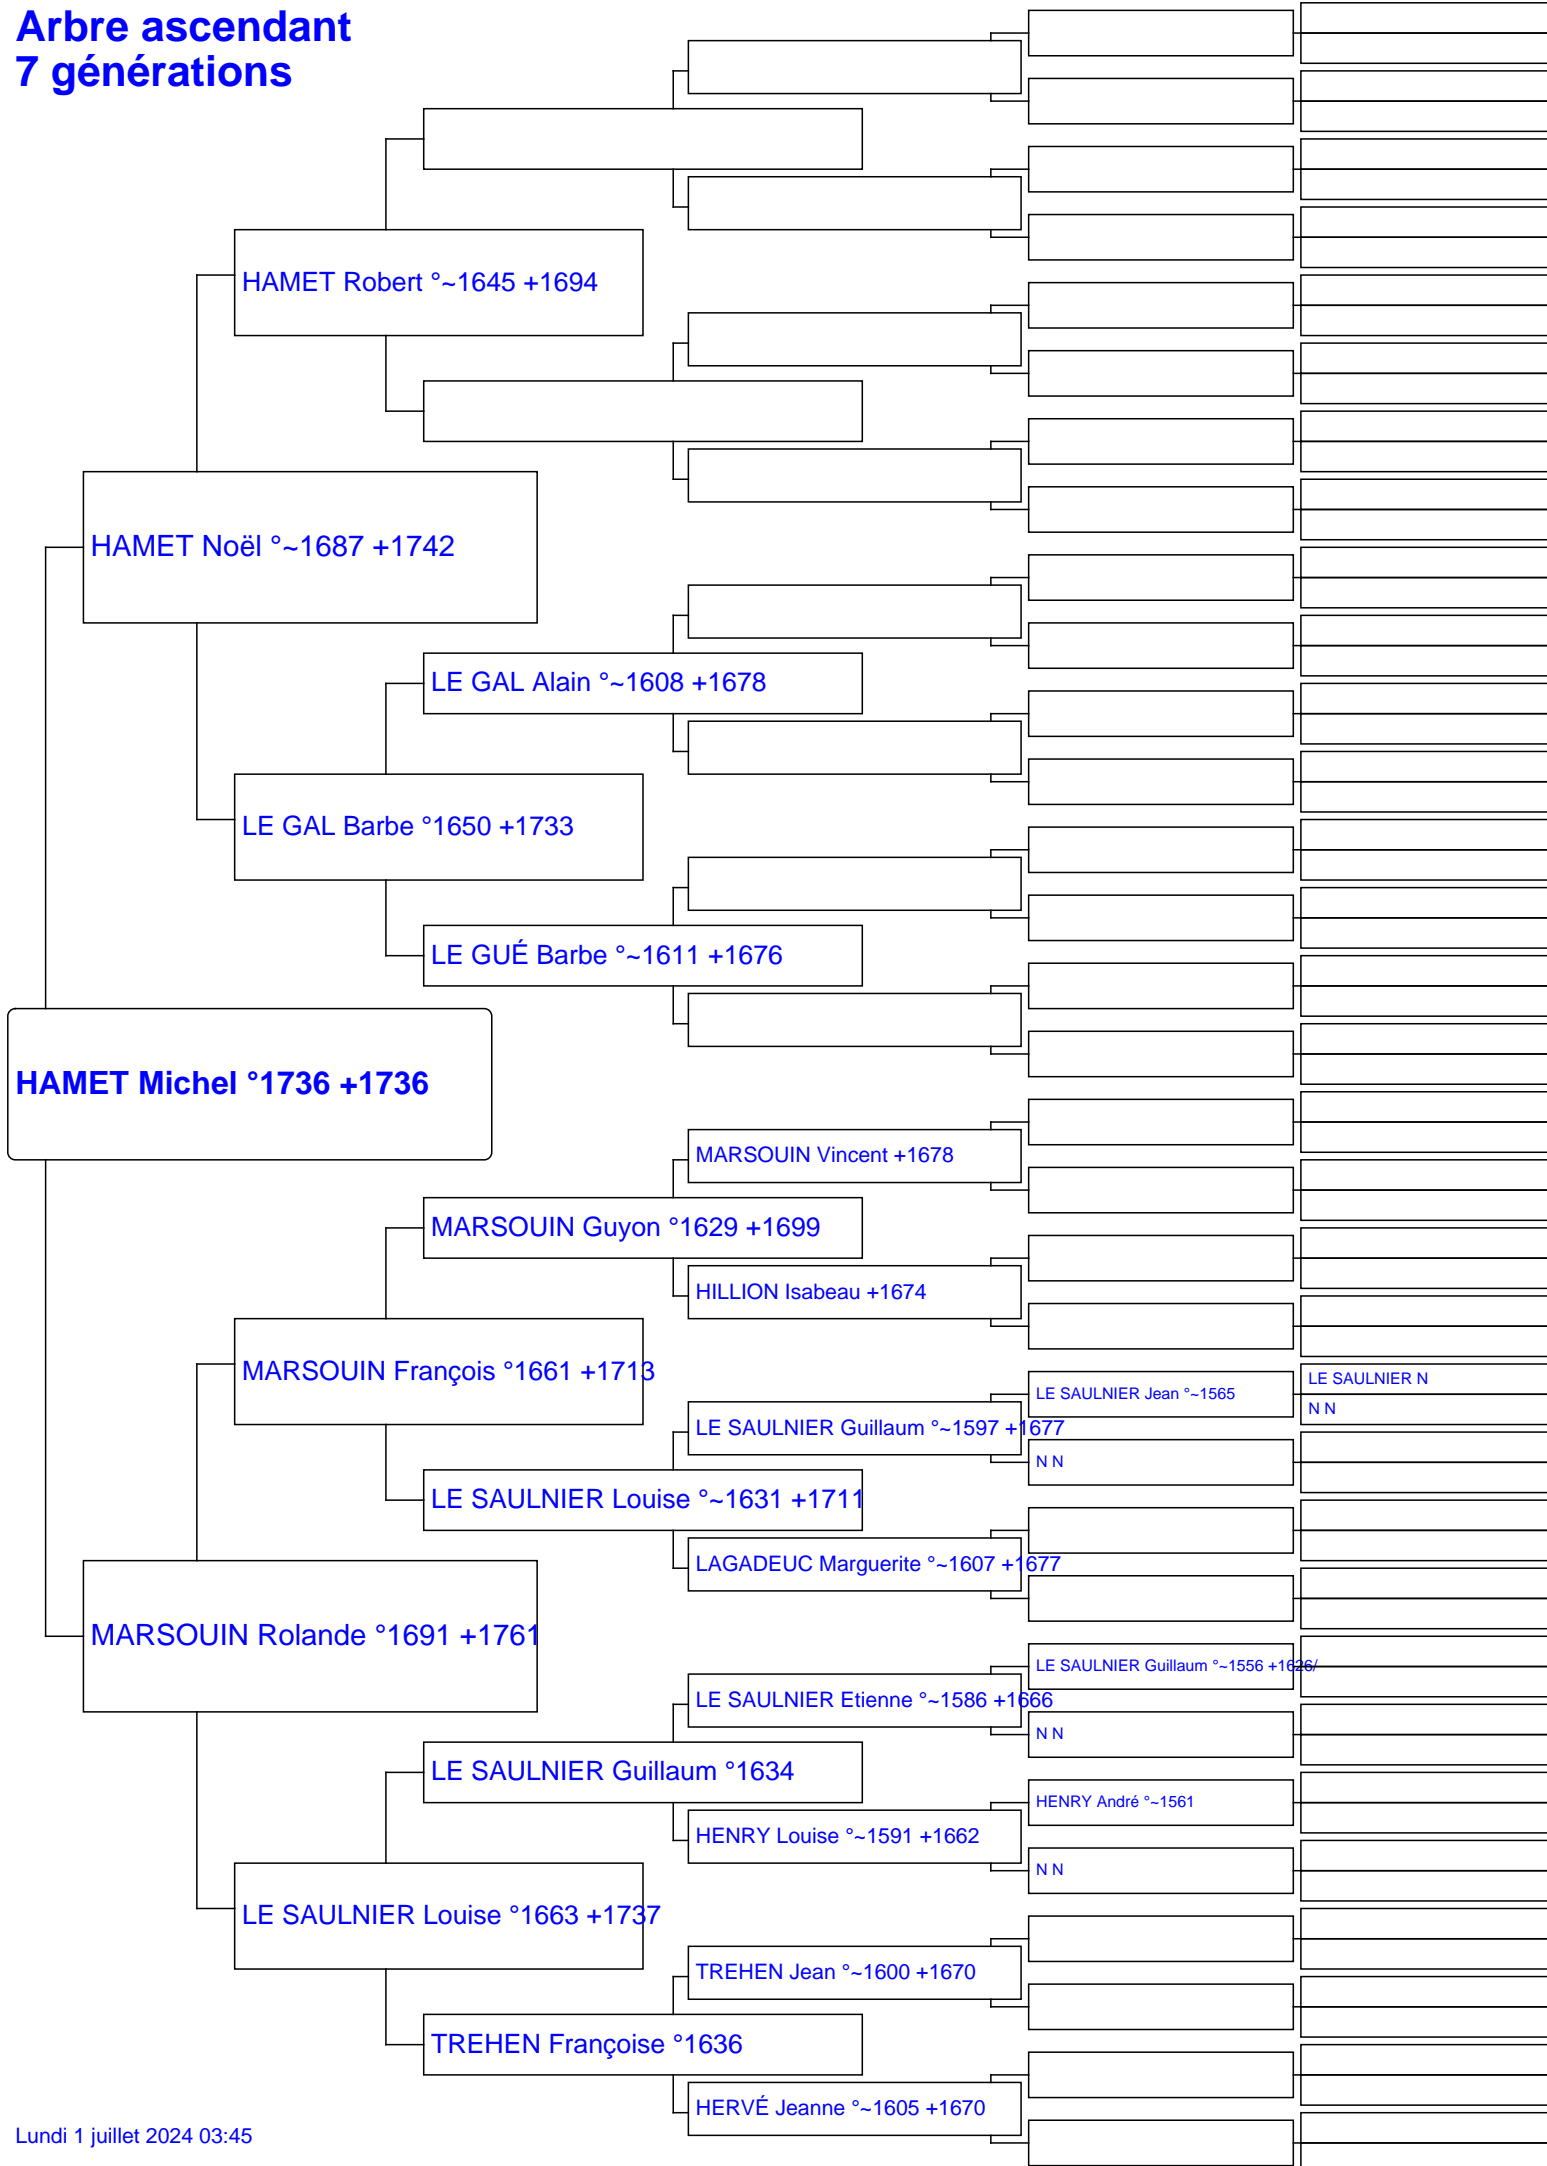 Arbre ascendant
7 générations
HAMET Robert °~1645 +1694
HAMET Noël °~1687 +1742
LE GAL Alain °~1608 +1678
LE GAL Barbe °1650 +1733
LE GUÉ Barbe °~1611 +1676
HAMET Michel °1736 +1736
MARSOUIN Vincent +1678
MARSOUIN Guyon °1629 +1699
HILLION Isabeau +1674
MARSOUIN François °1661 +1713
LE SAULNIER N
LE SAULNIER Jean °~1565
N N
LE SAULNIER Guillaum °~1597 +1677
N N
LE SAULNIER Louise °~1631 +1711
LAGADEUC Marguerite °~1607 +1677
MARSOUIN Rolande °1691 +1761
LE SAULNIER Guillaum °~1556 +1626/
LE SAULNIER Etienne °~1586 +1666
N N
LE SAULNIER Guillaum °1634
HENRY André °~1561
HENRY Louise °~1591 +1662
N N
LE SAULNIER Louise °1663 +1737
TREHEN Jean °~1600 +1670
TREHEN Françoise °1636
HERVÉ Jeanne °~1605 +1670
Lundi 1 juillet 2024 03:45